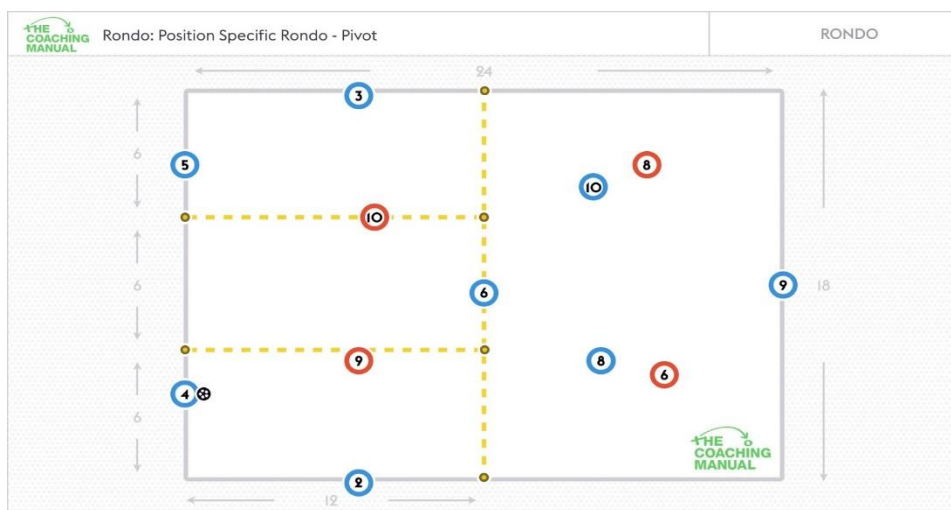 THE
COACHING
MANUAL
Rondo: Position Specific Rondo - Pivot
RONDO
24
3
6
5
8
10
10
6
6
9
18
9
8
6
4
6
2
12
THE
COACHING
MANUAL